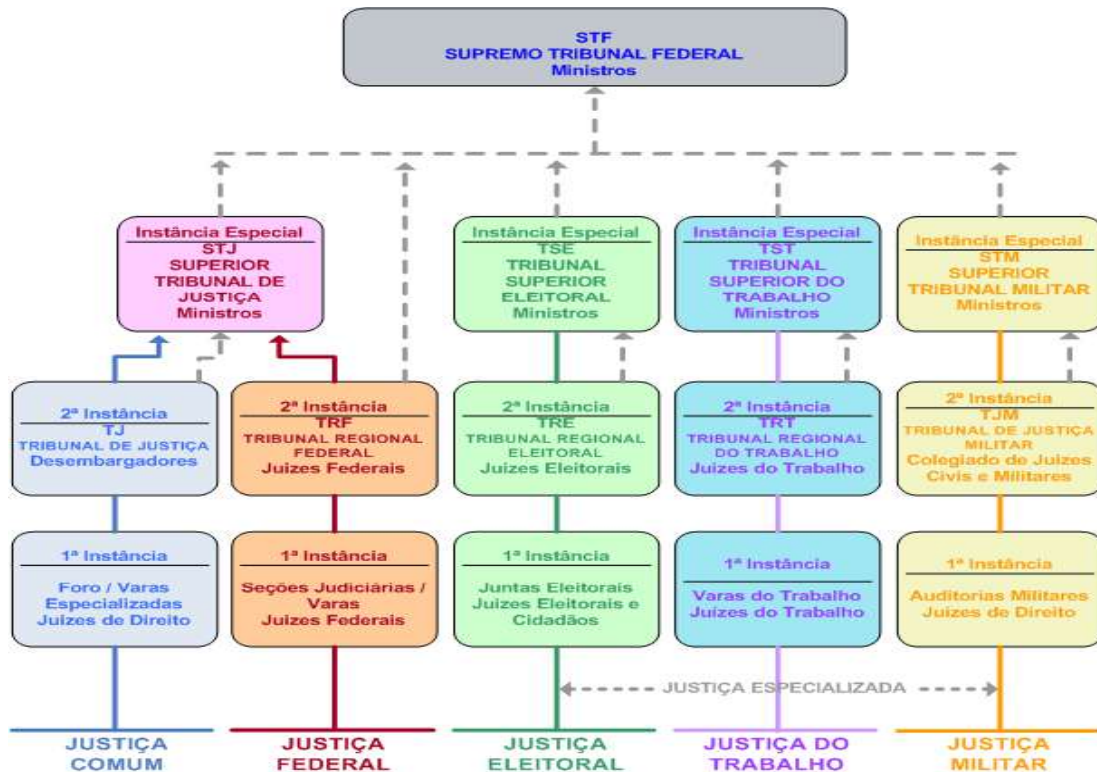 STF
SUPREMO TRIBUNAL FEDERAL
Ministros
Instância Especial
STJ
SUPERIOR
TRIBUNAL DE
JUSTIÇA
Ministros
Instância Especial
TSE
TRIBUNAL
SUPERIOR
ELEITORAL
Ministros
Instância Especial
TST
TRIBUNAL
SUPERIOR DO
TRABALHO
Ministros
Instância Especial
STM
SUPERIOR
TRIBUNAL MILITAR
Ministros
2ª Instância
TJ
TRIBUNAL DE JUSTIÇA
Desembargadores
2ª Instância
TRF
TRIBUNAL REGIONAL
FEDERAL
Juizes Federais
2ª Instância
TRE
TRIBUNAL REGIONAL
ELEITORAL
Juizes Eleitorais
2ª Instância
TRT
TRIBUNAL REGIONAL
DO TRABALHO
Juizes do Trabalho
2ª Instância
TJM
TRIBUNAL DE JUSTIÇA
MILITAR
Colegiado de Juizes
Civis e Militares
1ª Instância
Foro / Varas
Especializadas
Juizes de Direito
1ª Instância
Seções Judiciárias /
Varas
Juizes Federais
1ª Instância
Juntas Eleitorais
Juizes Eleitorais e
Cidadãos
1ª Instância
Varas do Trabalho
Juizes do Trabalho
1ª Instância
Auditorias Militares
Juizes de Direito
JUSTIÇA ESPECIALIZADA
JUSTIÇA
COMUM
JUSTIÇA
FEDERAL
JUSTIÇA
ELEITORAL
JUSTIÇA DO
TRABALHO
JUSTIÇA
MILITAR